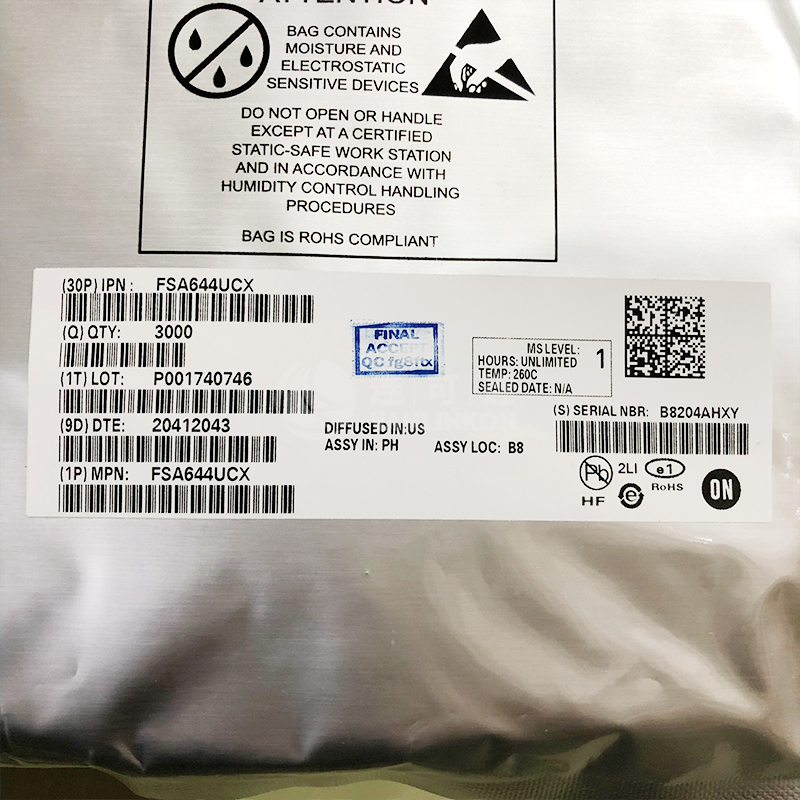 ATTENTION
BAG CONTAINS
MOISTURE AND
ELECTROSTATIC
SENSITIVE DEVICES
DO NOT OPEN OR HANDLE
EXCEPT AT A CERTIFIED
STATIC-SAFE WORK STATION
AND IN ACCORDANCE WITH
HUMIDITY CONTROL HANDLING
PROCEDURES
BAG IS ROHS COMPLIANT
(30P) IPN: FSA644UCX
(Q) QTY: 3000
(1T) LOT: P001740746
(9D) DTE: 20412043
(1P) MPN: FSA644UCX
FINAL
ACCEPT
QC fg8ftx
DIFFUSED IN:US
ASSY IN: PH ASSY LOC: B8
MS LEVEL: 1
HOURS: UNLIMITED
TEMP: 260C
SEALED DATE: N/A
(S) SERIAL NBR: B8204AHXY
Pb 2LI e1
HF e RoHS
ON